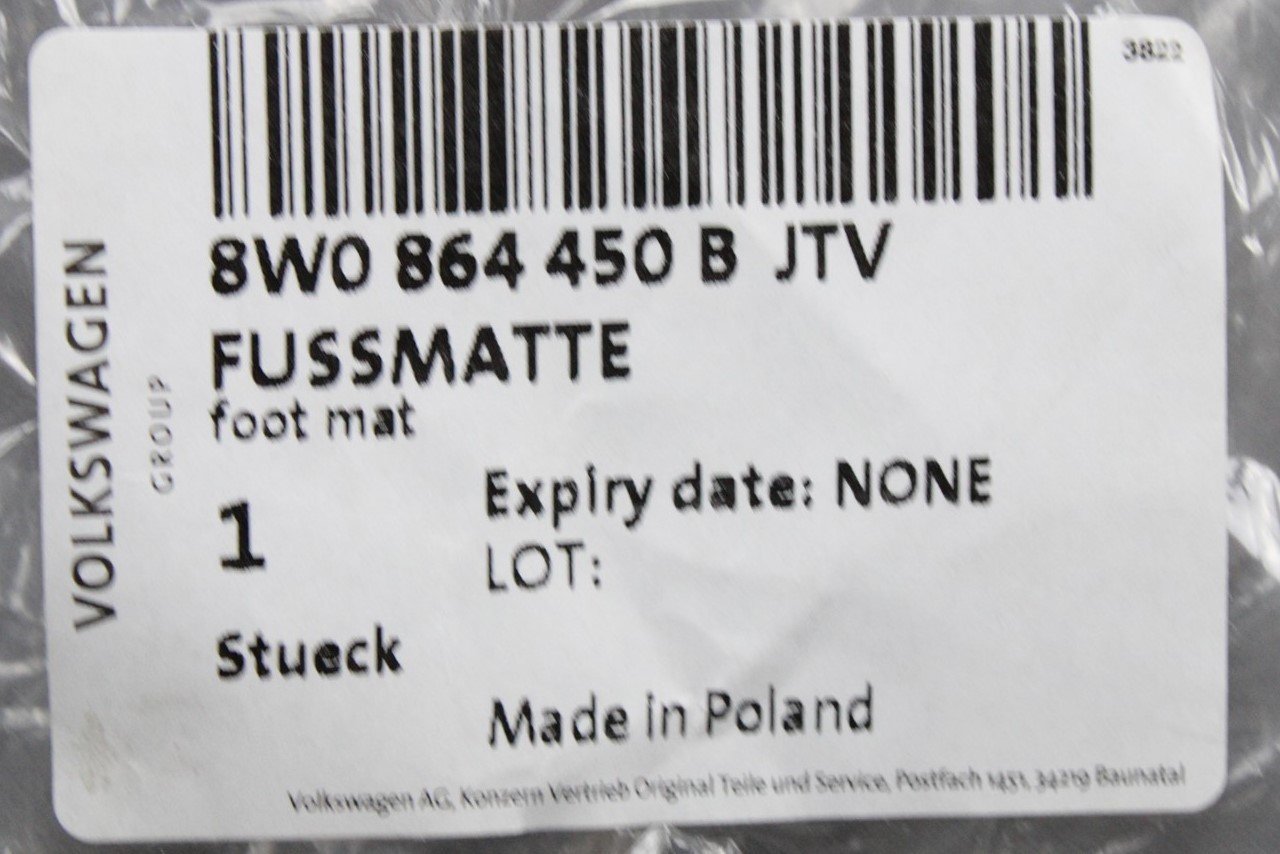 3822
8W0 864 450 B JTV
FUSSMATTE
foot mat
VOLKSWAGEN
GROUP
1
Expiry date: NONE
LOT:
Stueck
Made in Poland
Volkswagen AG, Konzern Vertrieb Original Teile und Service, Postfach 1451, 34219 Baunatal